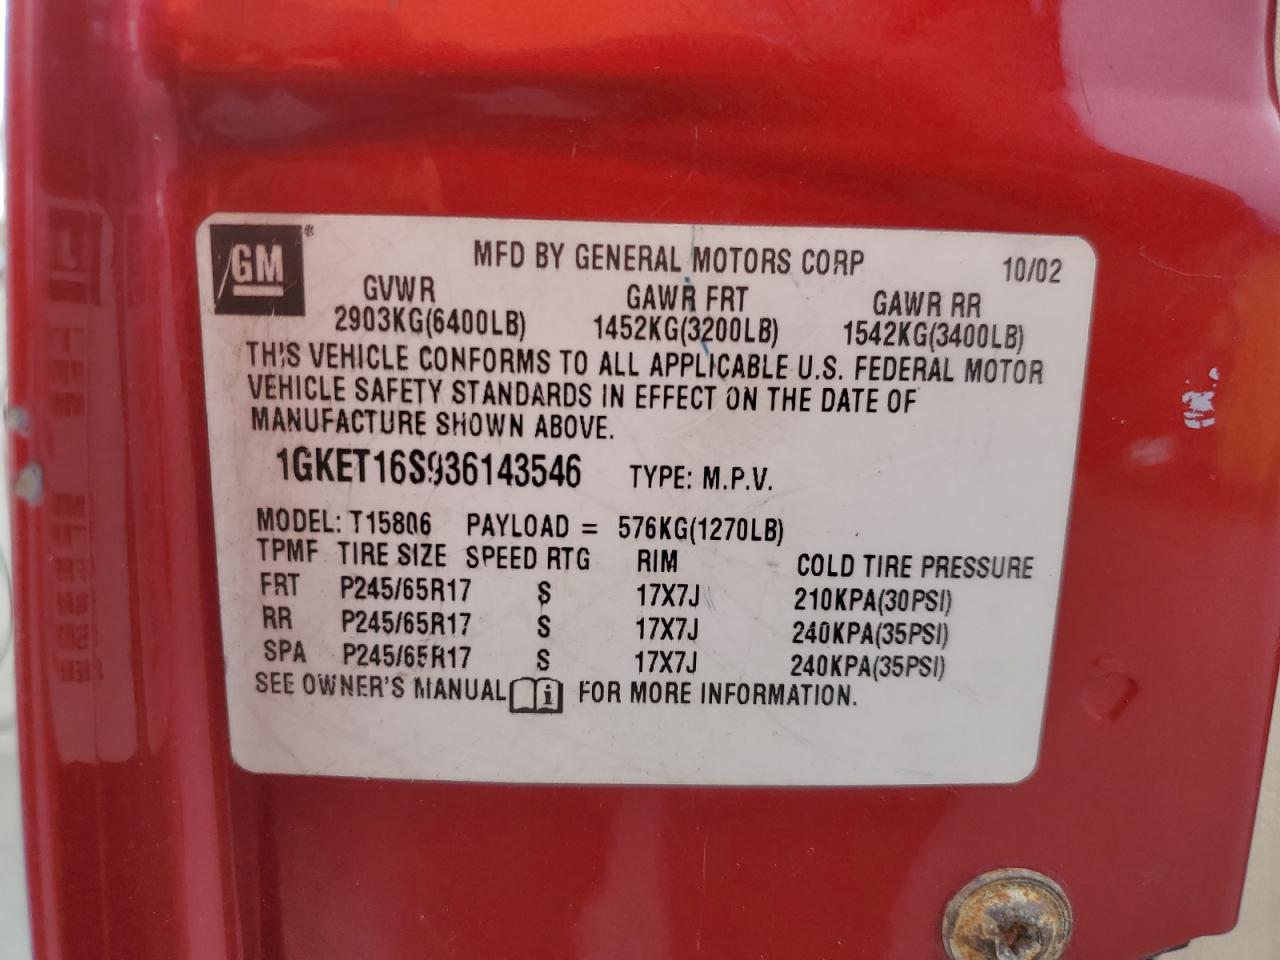 GM®
MFD BY GENERAL MOTORS CORP 10/02
GVWR GAWR FRT GAWR RR
2903KG(6400LB) 1452KG(3200LB) 1542KG(3400LB)
THIS VEHICLE CONFORMS TO ALL APPLICABLE U.S. FEDERAL MOTOR
VEHICLE SAFETY STANDARDS IN EFFECT ON THE DATE OF
MANUFACTURE SHOWN ABOVE.
1GKET16S936143546 TYPE: M.P.V.
MODEL: T15806 PAYLOAD = 576KG(1270LB)
TPMF TIRE SIZE SPEED RTG RIM COLD TIRE PRESSURE
FRT P245/65R17 S 17X7J 210KPA(30PSI)
RR P245/65R17 S 17X7J 240KPA(35PSI)
SPA P245/65R17 S 17X7J 240KPA(35PSI)
SEE OWNER'S MANUAL i FOR MORE INFORMATION.